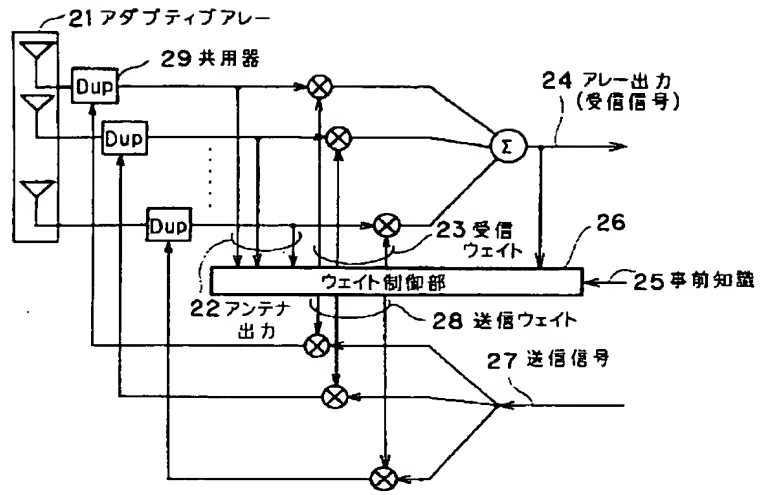 21 アダプティブアレー
29 共用器
Dup
24 アレー出力
(受信信号)
Dup
Σ
Dup
23 受信
ウェイト
26
ウェイト制御部
25 事前知識
22 アンテナ
出力
28 送信ウェイト
27 送信信号